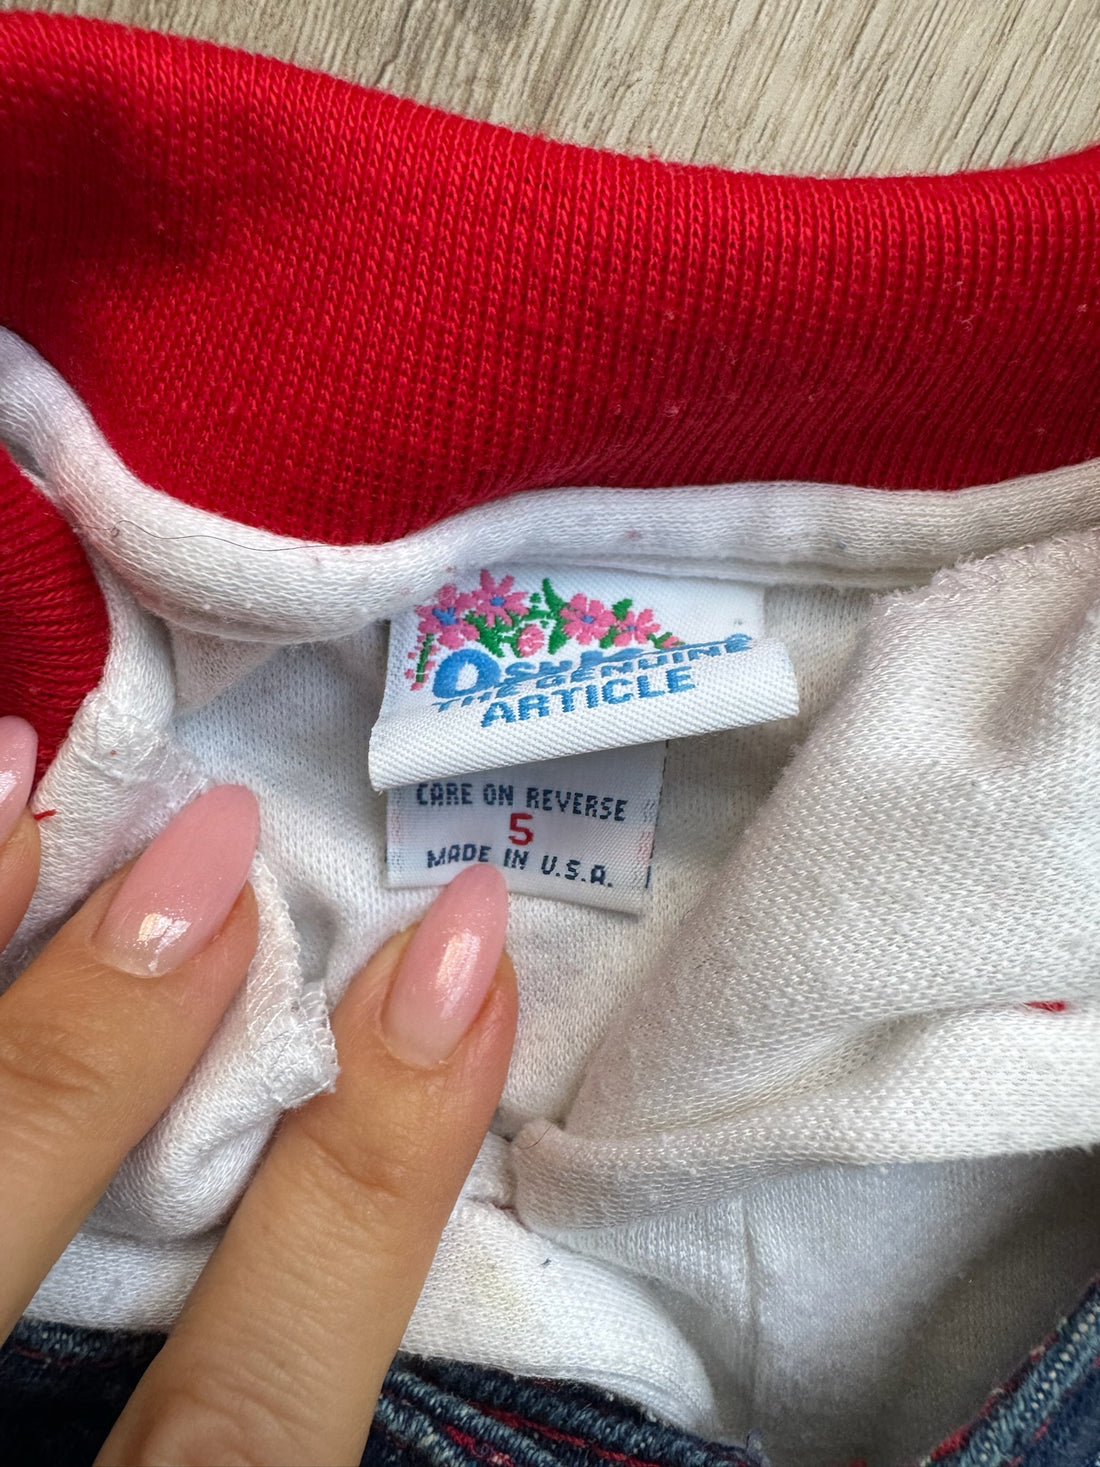 OSHKOSH
THE GENUINE
ARTICLE
CARE ON REVERSE
5
MADE IN U.S.A.